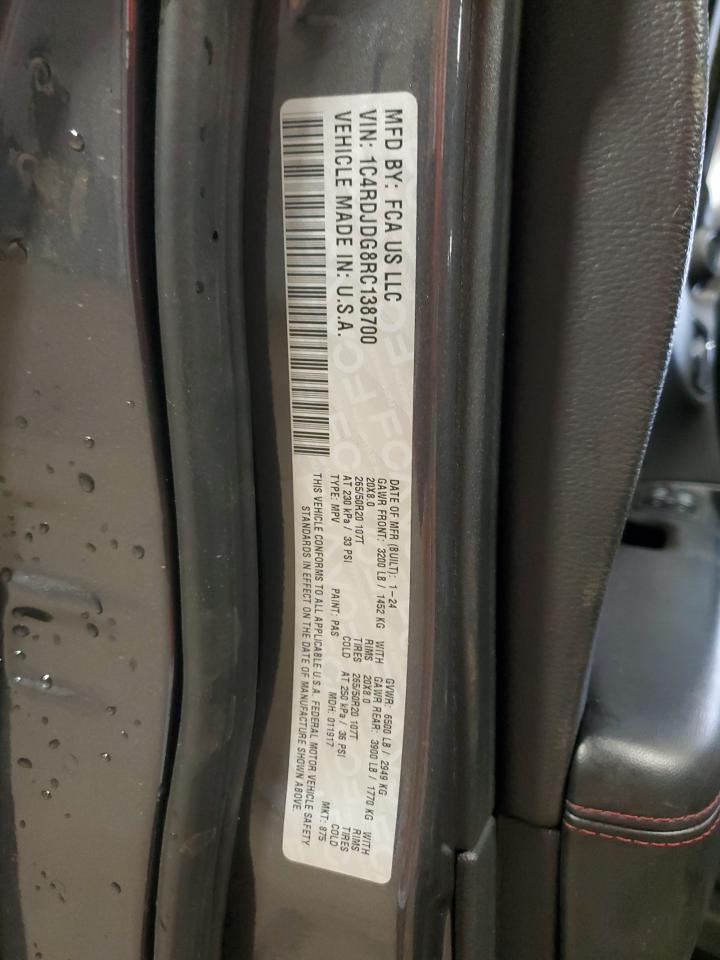 MFD BY: FCA US LLC
VIN: 1C4RDJDG8RC138700
VEHICLE MADE IN: U.S.A.
DATE OF MFR (BUILT): 1-24 GVWR: 6500 LB / 2949 KG
GAWR FRONT: 3200 LB / 1452 KG WITH GAWR REAR: 3900 LB / 1770 KG WITH
20X8.0 RIMS 20X8.0 RIMS
265/50R20 107T TIRES 265/50R20 107T TIRES
AT 230 kPa / 33 PSI COLD AT 250 kPa / 36 PSI COLD
TYPE: MPV PAINT: PAS MDH: 011917 MKT: 875
THIS VEHICLE CONFORMS TO ALL APPLICABLE U.S.A. FEDERAL MOTOR VEHICLE SAFETY
STANDARDS IN EFFECT ON THE DATE OF MANUFACTURE SHOWN ABOVE.